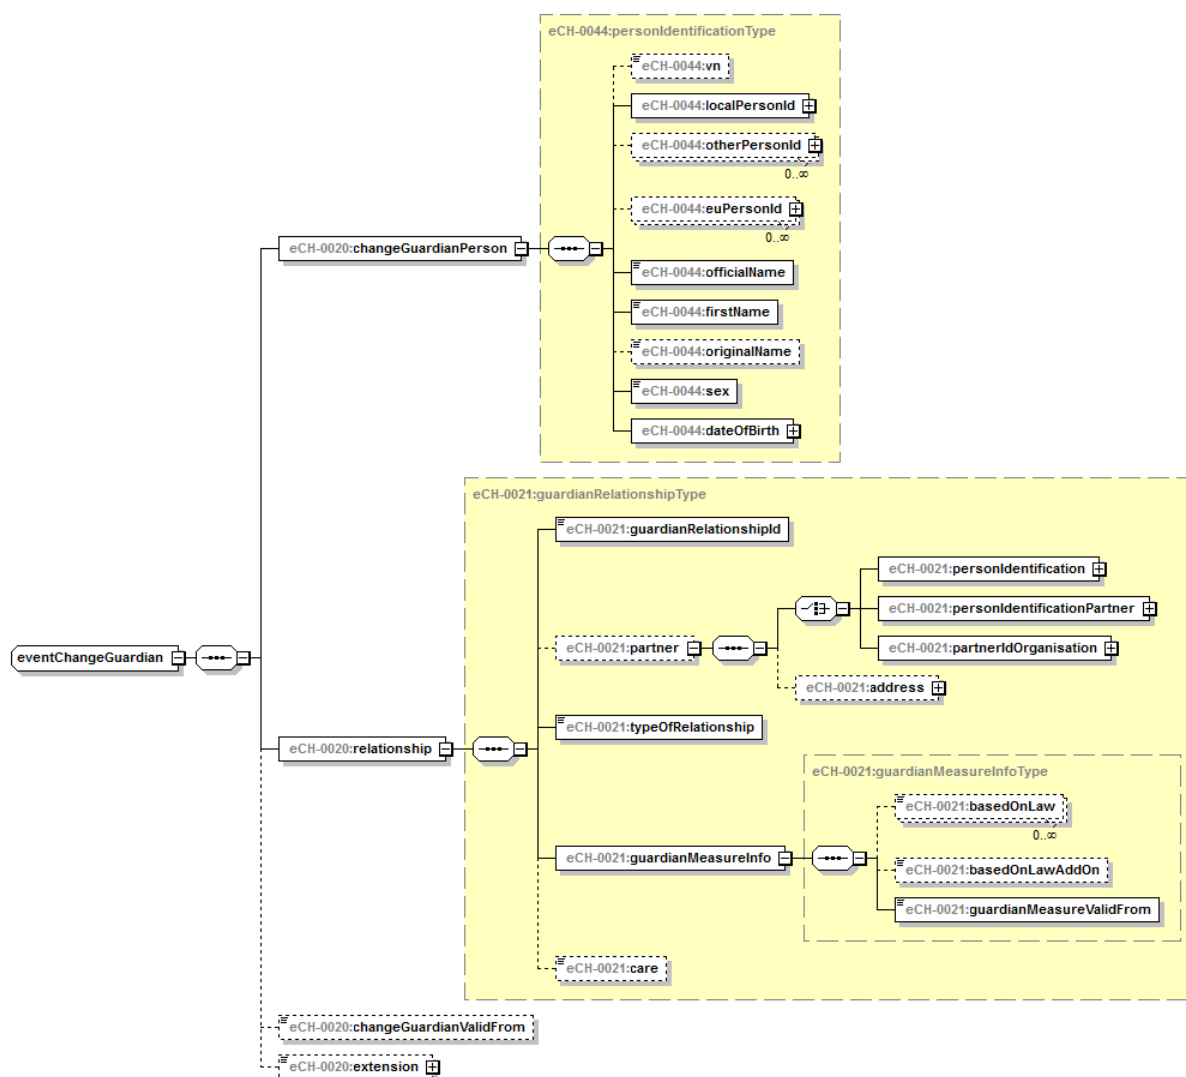 eCH-0044:personIdentificationType
eCH-0044:vn
eCH-0044:localPersonId
eCH-0044:otherPersonId
0..∞
eCH-0044:euPersonId
0..∞
eCH-0020:changeGuardianPerson
eCH-0044:officialName
eCH-0044:firstName
eCH-0044:originalName
eCH-0044:sex
eCH-0044:dateOfBirth
eCH-0021:guardianRelationshipType
eCH-0021:guardianRelationshipId
eCH-0021:personIdentification
eCH-0021:personIdentificationPartner
eCH-0021:partner
eCH-0021:partnerIdOrganisation
eventChangeGuardian
eCH-0021:address
eCH-0021:typeOfRelationship
eCH-0020:relationship
eCH-0021:guardianMeasureInfoType
eCH-0021:basedOnLaw
0..∞
eCH-0021:guardianMeasureInfo
eCH-0021:basedOnLawAddOn
eCH-0021:guardianMeasureValidFrom
eCH-0021:care
eCH-0020:changeGuardianValidFrom
eCH-0020:extension